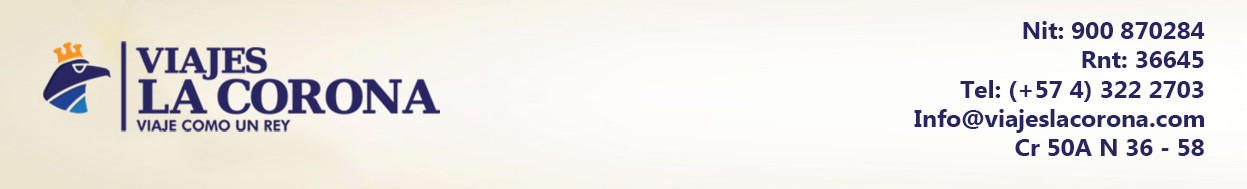 VIAJES
LA CORONA
VIAJE COMO UN REY
Nit: 900 870284
Rnt: 36645
Tel: (+57 4) 322 2703
Info@viajeslacorona.com
Cr 50A N 36 - 58